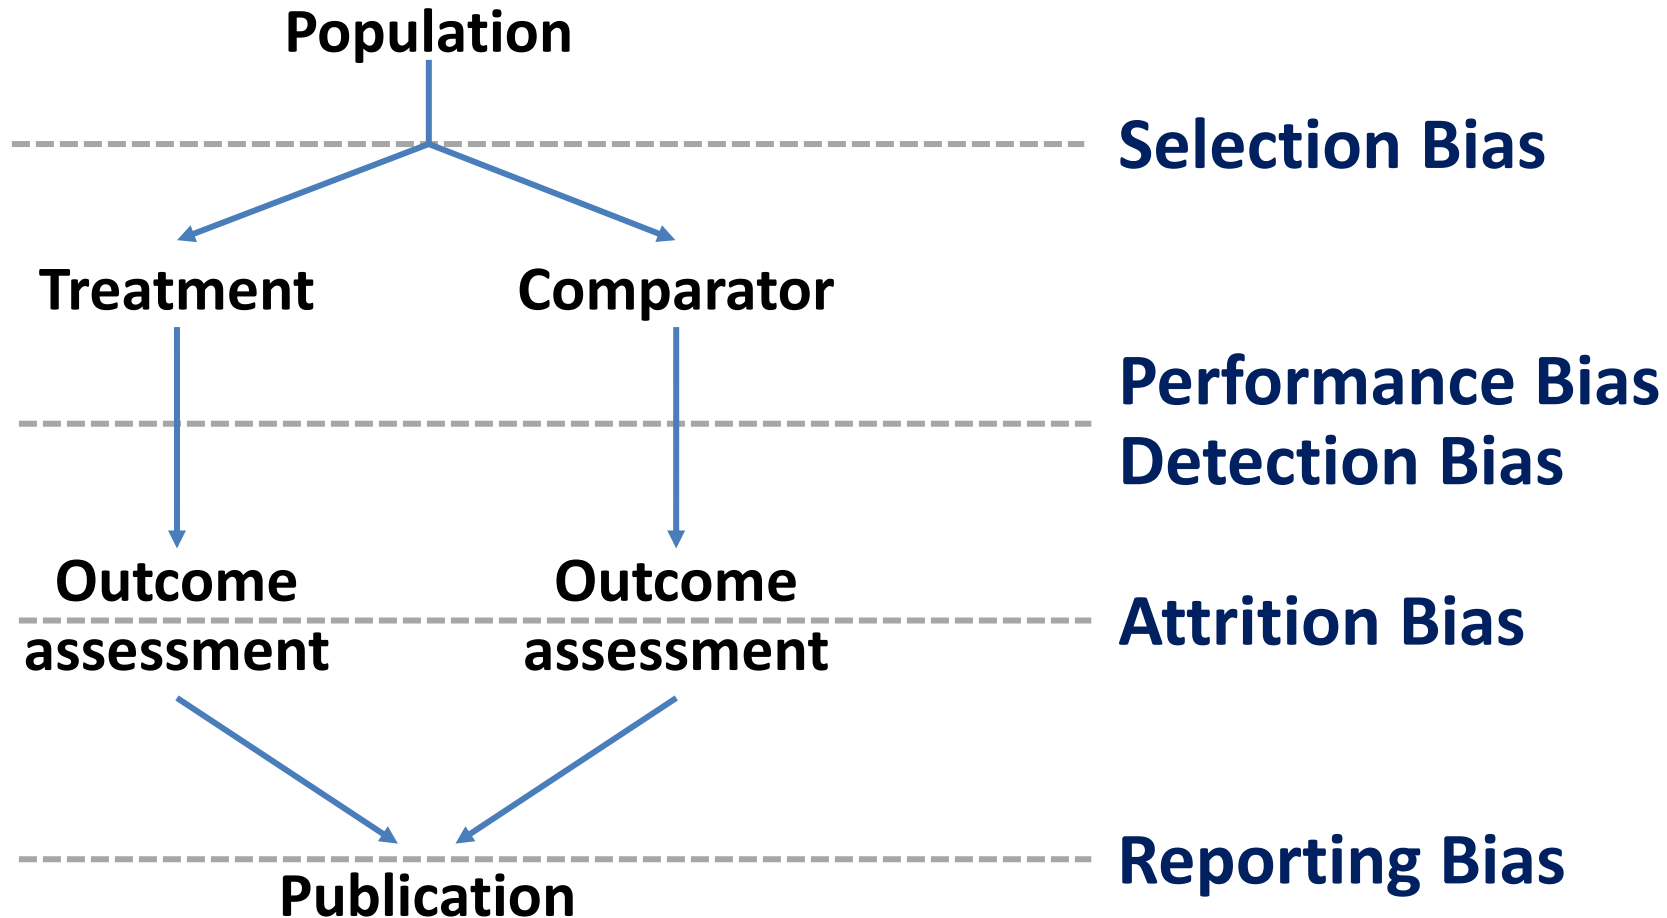 Population
Selection Bias
Treatment
Comparator
Performance Bias
Detection Bias
Outcome
assessment
Outcome
assessment
Attrition Bias
Reporting Bias
Publication